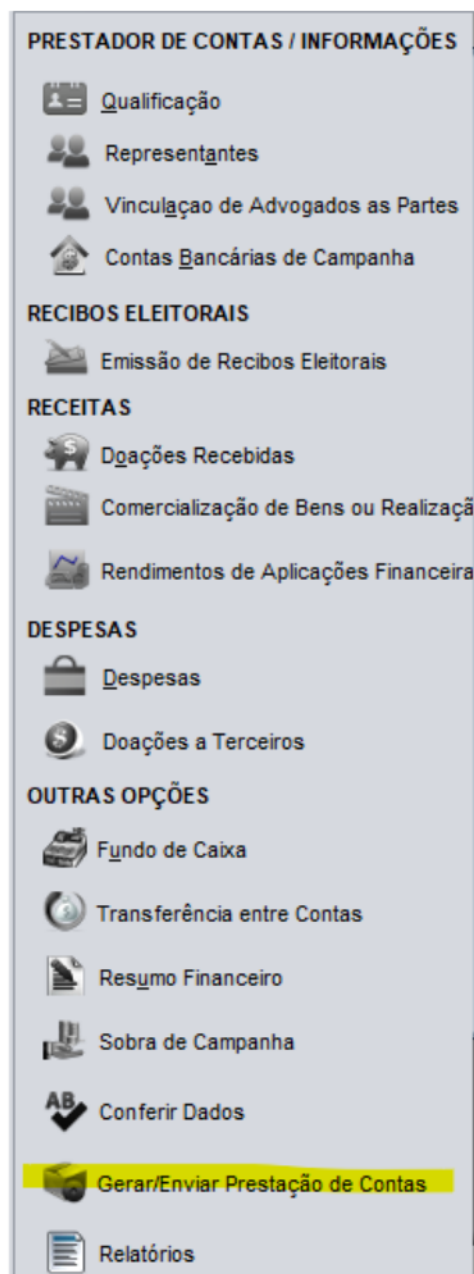 PRESTADOR DE CONTAS / INFORMAÇÕES
Qualificação
Representantes
Vinculaçao de Advogados as Partes
Contas Bancárias de Campanha
RECIBOS ELEITORAIS
Emissão de Recibos Eleitorais
RECEITAS
Doações Recebidas
Comercialização de Bens ou Realizaçã
Rendimentos de Aplicações Financeira
DESPESAS
Despesas
Doações a Terceiros
OUTRAS OPÇÕES
Fundo de Caixa
Transferência entre Contas
Resumo Financeiro
Sobra de Campanha
AB
Conferir Dados
Gerar/Enviar Prestação de Contas
Relatórios